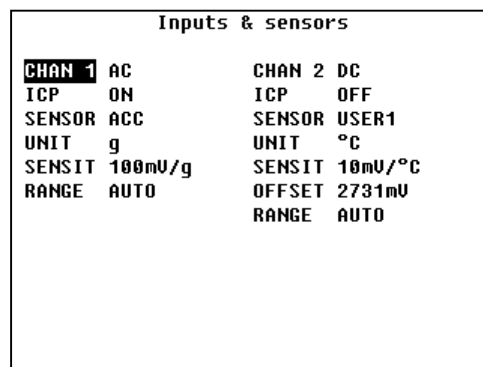 Inputs & sensors
CHAN 1 AC CHAN 2 DC
ICP ON ICP OFF
SENSOR ACC SENSOR USER1
UNIT g UNIT °C
SENSIT 100mV/g SENSIT 10mV/°C
RANGE AUTO OFFSET 2731mV
RANGE AUTO